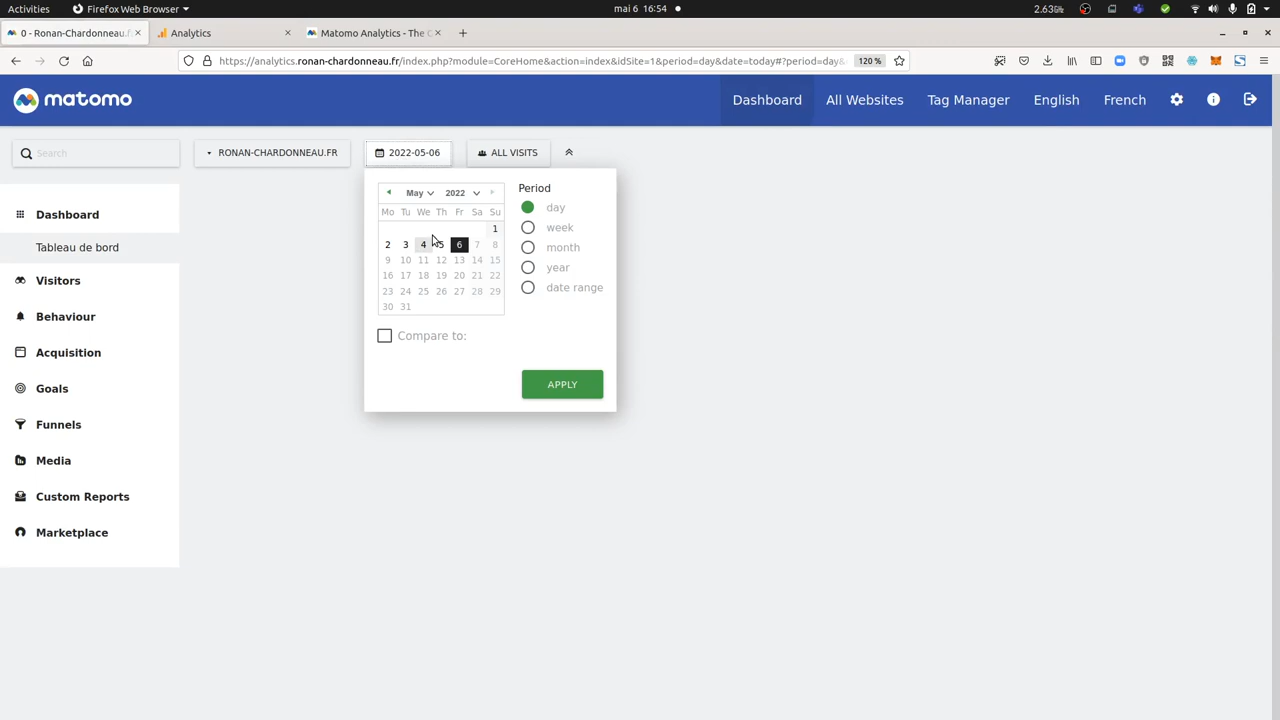 Activities Firefox Web Browser mai 6 16:54 2.63
0 - Ronan-Chardonneau.f Analytics Matomo Analytics - The
https://analytics.ronan-chardonneau.fr/index.php?module=CoreHome&action=index&idsite=1&period=day&date=today#?period=day& 120 %
matomo Dashboard All Websites Tag Manager English French
Search RONAN-CHARDONNEAU.FR 2022-05-06 ALL VISITS
Dashboard
Tableau de bord
Visitors
Behaviour
Acquisition
Goals
Funnels
Media
Custom Reports
Marketplace
May 2022
Mo Tu We Th Fr Sa Su
1
2 3 4 5 6 7 8
9 10 11 12 13 14 15
16 17 18 19 20 21 22
23 24 25 26 27 28 29
30 31
Period
day
week
month
year
date range
Compare to:
APPLY